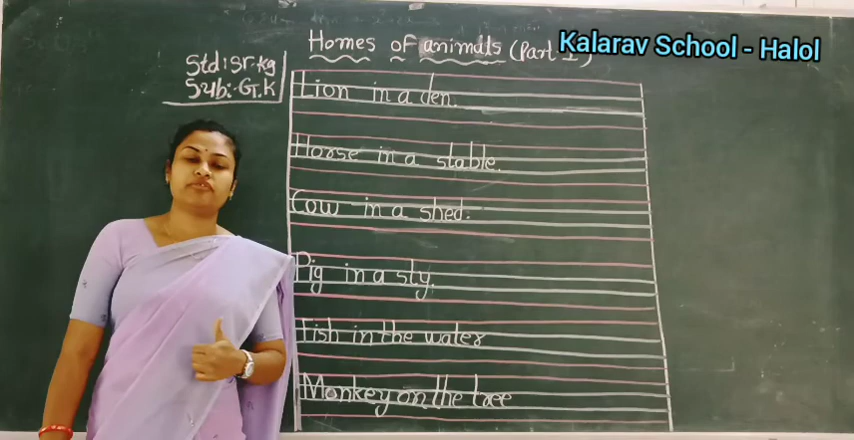 Kalarav School - Halol
Homes of animals (Part I)
Std:Sr.kg
Sub:-G.K
Lion in a den.
Horse in a stable.
Cow in a shed.
Pig in a sty.
Fish in the water
Monkey on the tree